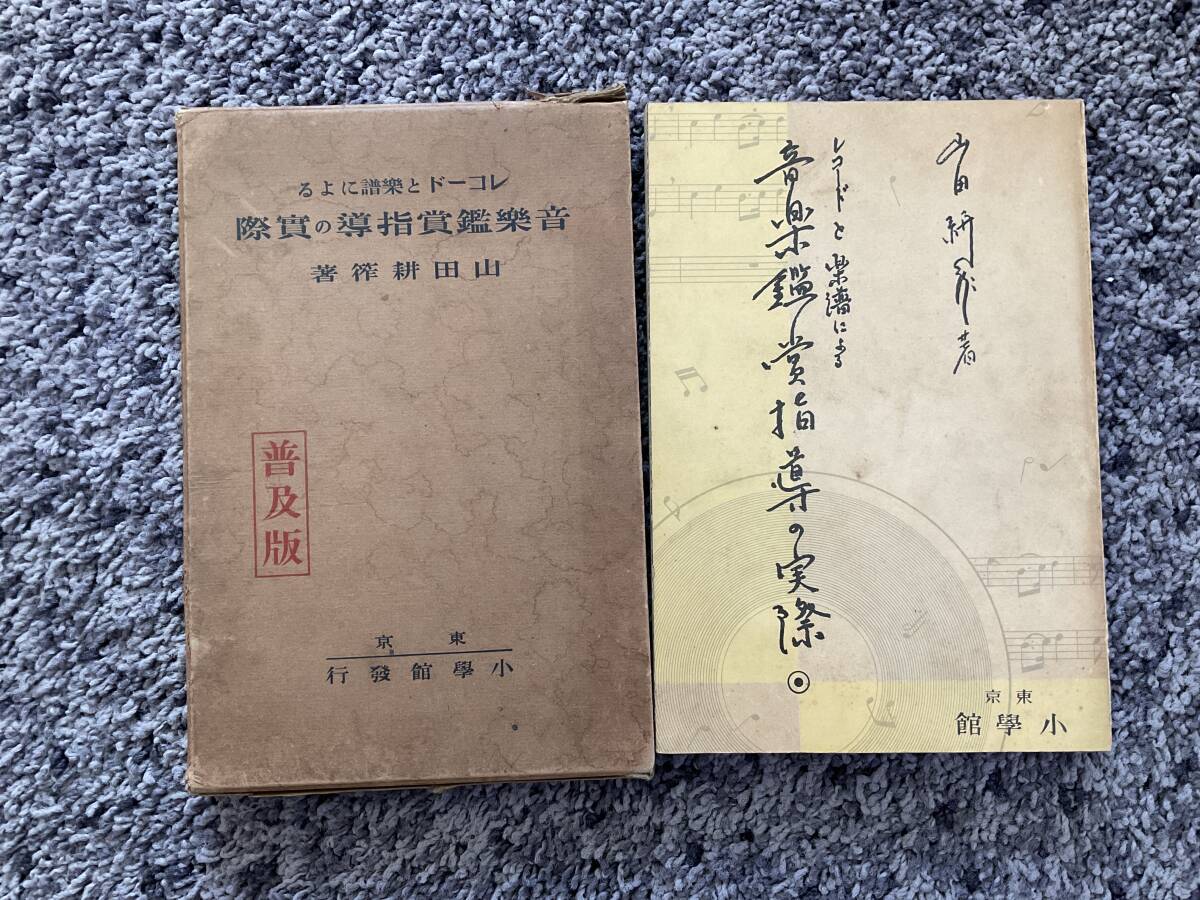 レコードと樂譜による
音樂鑑賞指導の實際
山田耕筰著
普及版
東京
小學館發行
山田耕筰著
レコードと楽譜による
音楽鑑賞指導の実際
東京
小學館